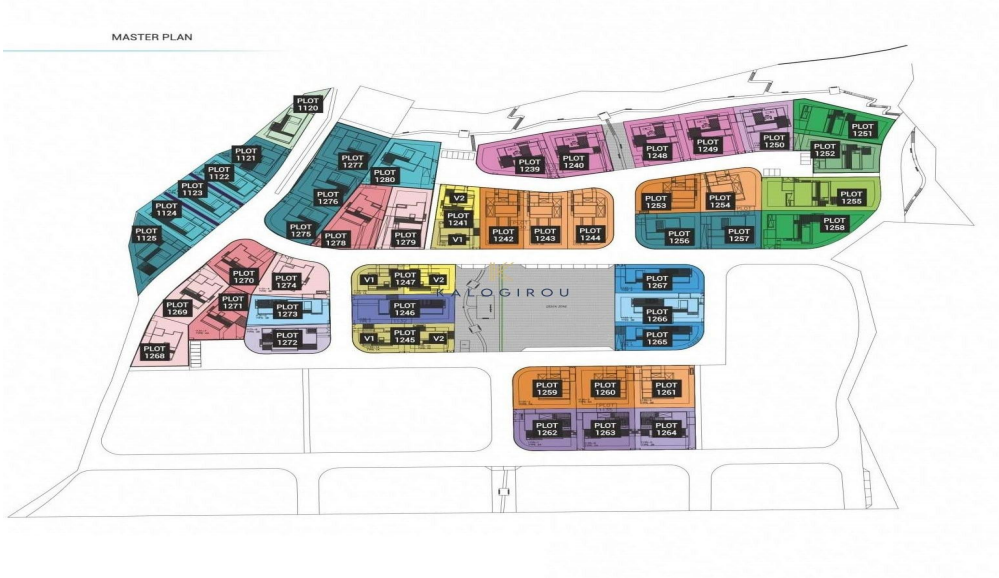 MASTER PLAN
PLOT
1120
PLOT
1121
PLOT
1122
PLOT
1123
PLOT
1124
PLOT
1125
PLOT
1277
PLOT
1280
PLOT
1276
PLOT
1275
PLOT
1278
PLOT
1279
PLOT
1239
PLOT
1240
PLOT
1248
PLOT
1249
PLOT
1250
PLOT
1251
PLOT
1252
V2
PLOT
1241
V1
PLOT
1242
PLOT
1243
PLOT
1244
PLOT
1253
PLOT
1254
PLOT
1255
PLOT
1256
PLOT
1257
PLOT
1258
PLOT
1270
PLOT
1274
PLOT
1269
PLOT
1271
PLOT
1273
PLOT
1272
PLOT
1268
V1
PLOT
1247
V2
PLOT
1246
V1
PLOT
1245
V2
KALOGIROU
PLOT
1267
PLOT
1266
PLOT
1265
PLOT
1259
PLOT
1260
PLOT
1261
PLOT
1262
PLOT
1263
PLOT
1264